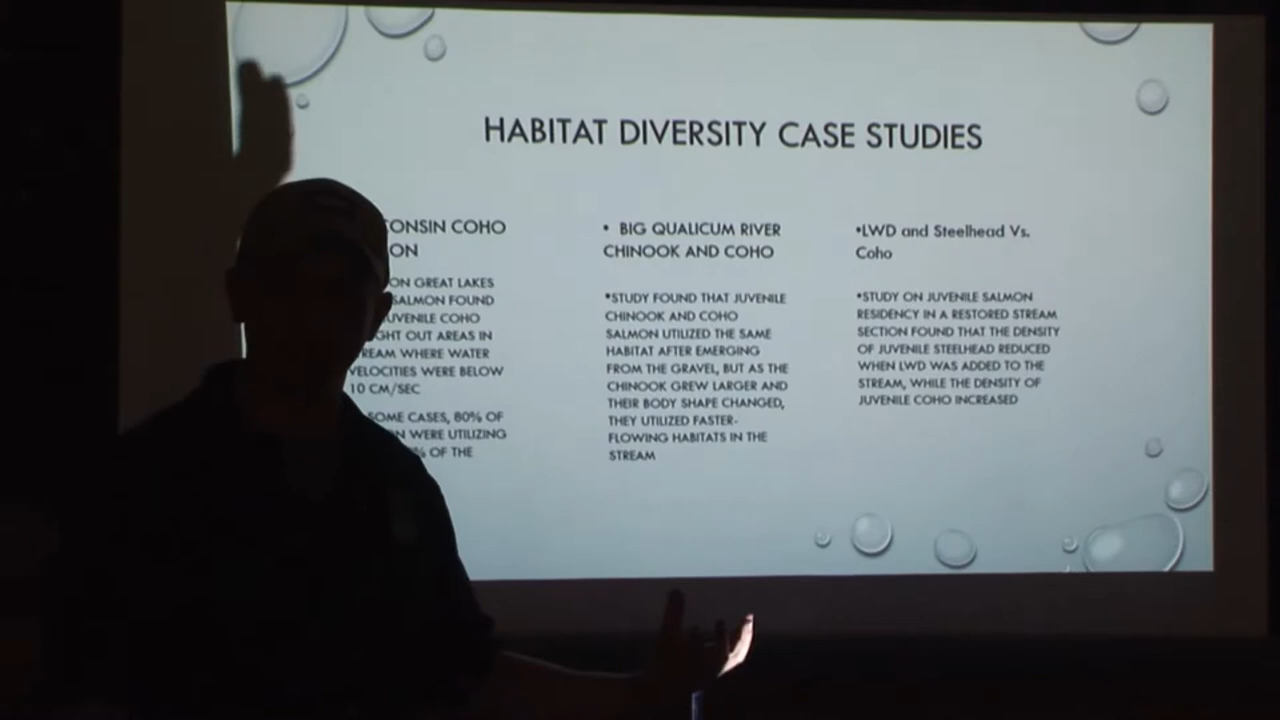 HABITAT DIVERSITY CASE STUDIES
CONSIN COHO
ON
ON GREAT LAKES
SALMON FOUND
UVENILE COHO
GHT OUT AREAS IN
REAM WHERE WATER
VELOCITIES WERE BELOW
10 CM/SEC
SOME CASES, 80% OF
N WERE UTILIZING
% OF THE
• BIG QUALICUM RIVER
CHINOOK AND COHO
•STUDY FOUND THAT JUVENILE
CHINOOK AND COHO
SALMON UTILIZED THE SAME
HABITAT AFTER EMERGING
FROM THE GRAVEL, BUT AS THE
CHINOOK GREW LARGER AND
THEIR BODY SHAPE CHANGED,
THEY UTILIZED FASTER-
FLOWING HABITATS IN THE
STREAM
•LWD and Steelhead Vs.
Coho
•STUDY ON JUVENILE SALMON
RESIDENCY IN A RESTORED STREAM
SECTION FOUND THAT THE DENSITY
OF JUVENILE STEELHEAD REDUCED
WHEN LWD WAS ADDED TO THE
STREAM, WHILE THE DENSITY OF
JUVENILE COHO INCREASED